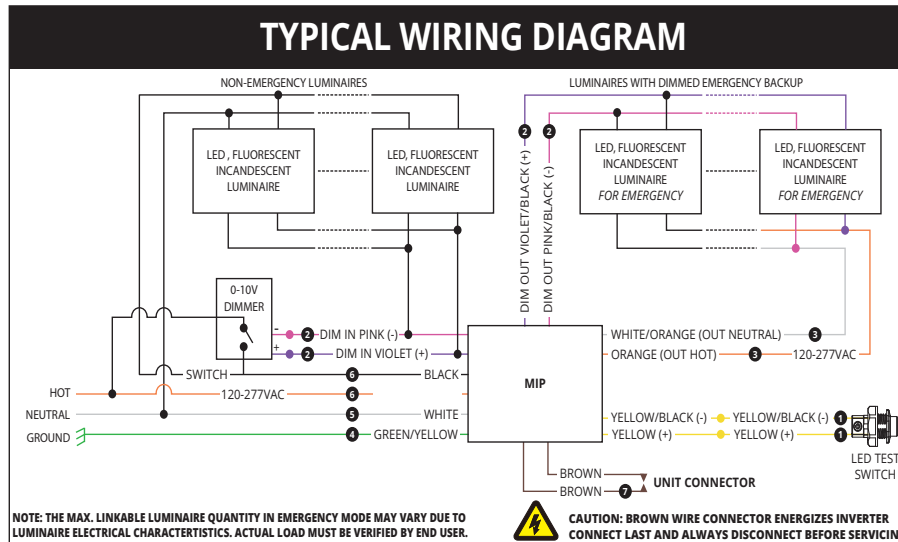 TYPICAL WIRING DIAGRAM
NON-EMERGENCY LUMINAIRES
LUMINAIRES WITH DIMMED EMERGENCY BACKUP
LED , FLUORESCENT
INCANDESCENT
LUMINAIRE
LED, FLUORESCENT
INCANDESCENT
LUMINAIRE
2
DIM OUT VIOLET/BLACK (+)
2
DIM OUT PINK/BLACK (-)
LED, FLUORESCENT
INCANDESCENT
LUMINAIRE
FOR EMERGENCY
LED, FLUORESCENT
INCANDESCENT
LUMINAIRE
FOR EMERGENCY
0-10V
DIMMER
- 2 DIM IN PINK (-)
+ 2 DIM IN VIOLET (+)
SWITCH 6 BLACK
HOT 120-277VAC 6
NEUTRAL 5 WHITE
GROUND 4 GREEN/YELLOW
MIP
WHITE/ORANGE (OUT NEUTRAL) 3
ORANGE (OUT HOT) 3 120-277VAC
YELLOW/BLACK (-) YELLOW/BLACK (-) 1
YELLOW (+) YELLOW (+) 1
LED TEST
SWITCH
BROWN
BROWN 7
UNIT CONNECTOR
NOTE: THE MAX. LINKABLE LUMINAIRE QUANTITY IN EMERGENCY MODE MAY VARY DUE TO
LUMINAIRE ELECTRICAL CHARACTERTISTICS. ACTUAL LOAD MUST BE VERIFIED BY END USER.
CAUTION: BROWN WIRE CONNECTOR ENERGIZES INVERTER
CONNECT LAST AND ALWAYS DISCONNECT BEFORE SERVICIN